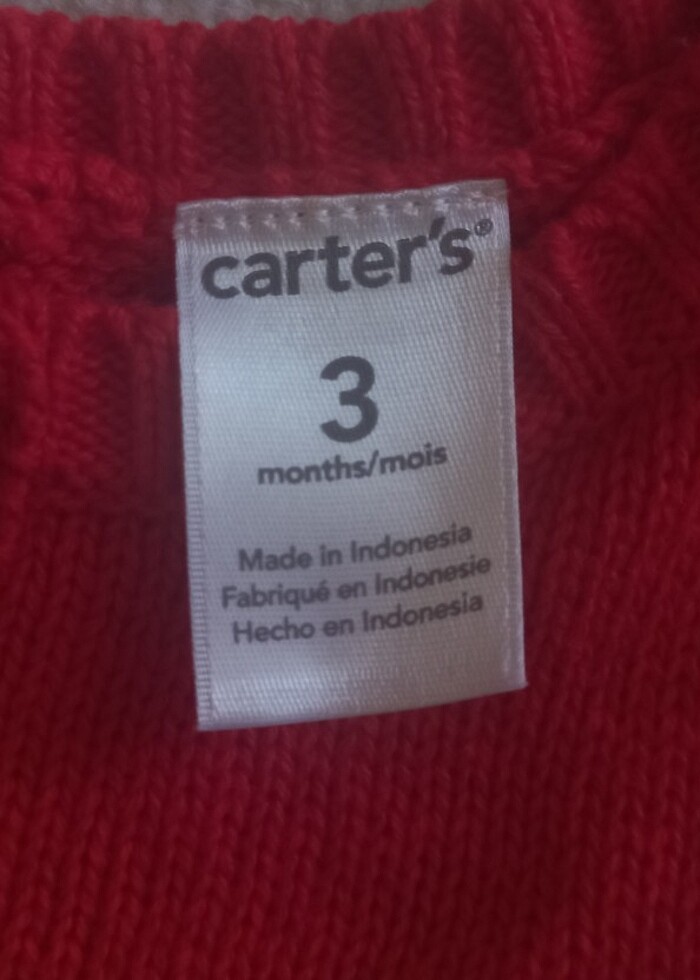 carter's®
3
months/mois
Made in Indonesia
Fabriqué en Indonesie
Hecho en Indonesia